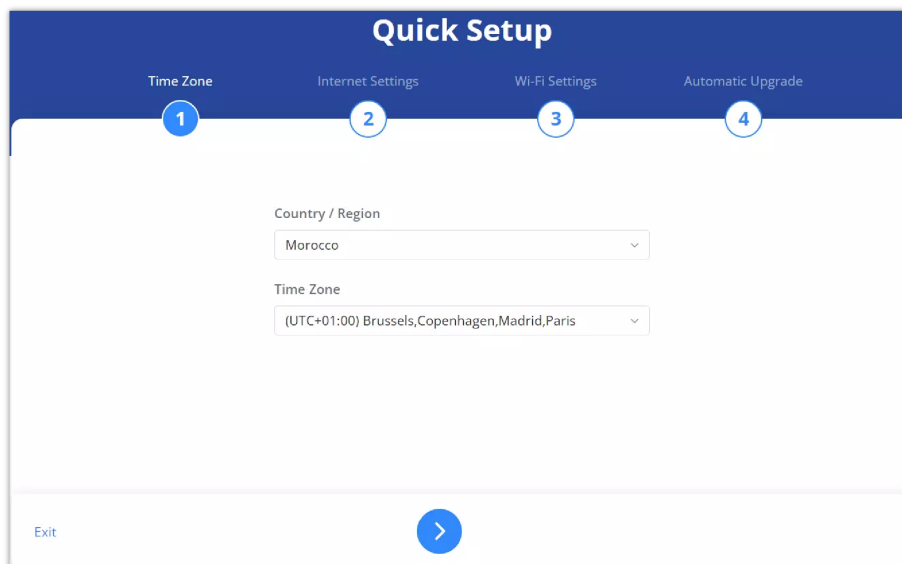 Quick Setup
Time Zone
Internet Settings
Wi-Fi Settings
Automatic Upgrade
1
2
3
4
Country / Region
Morocco
Time Zone
(UTC+01:00) Brussels,Copenhagen,Madrid,Paris
Exit